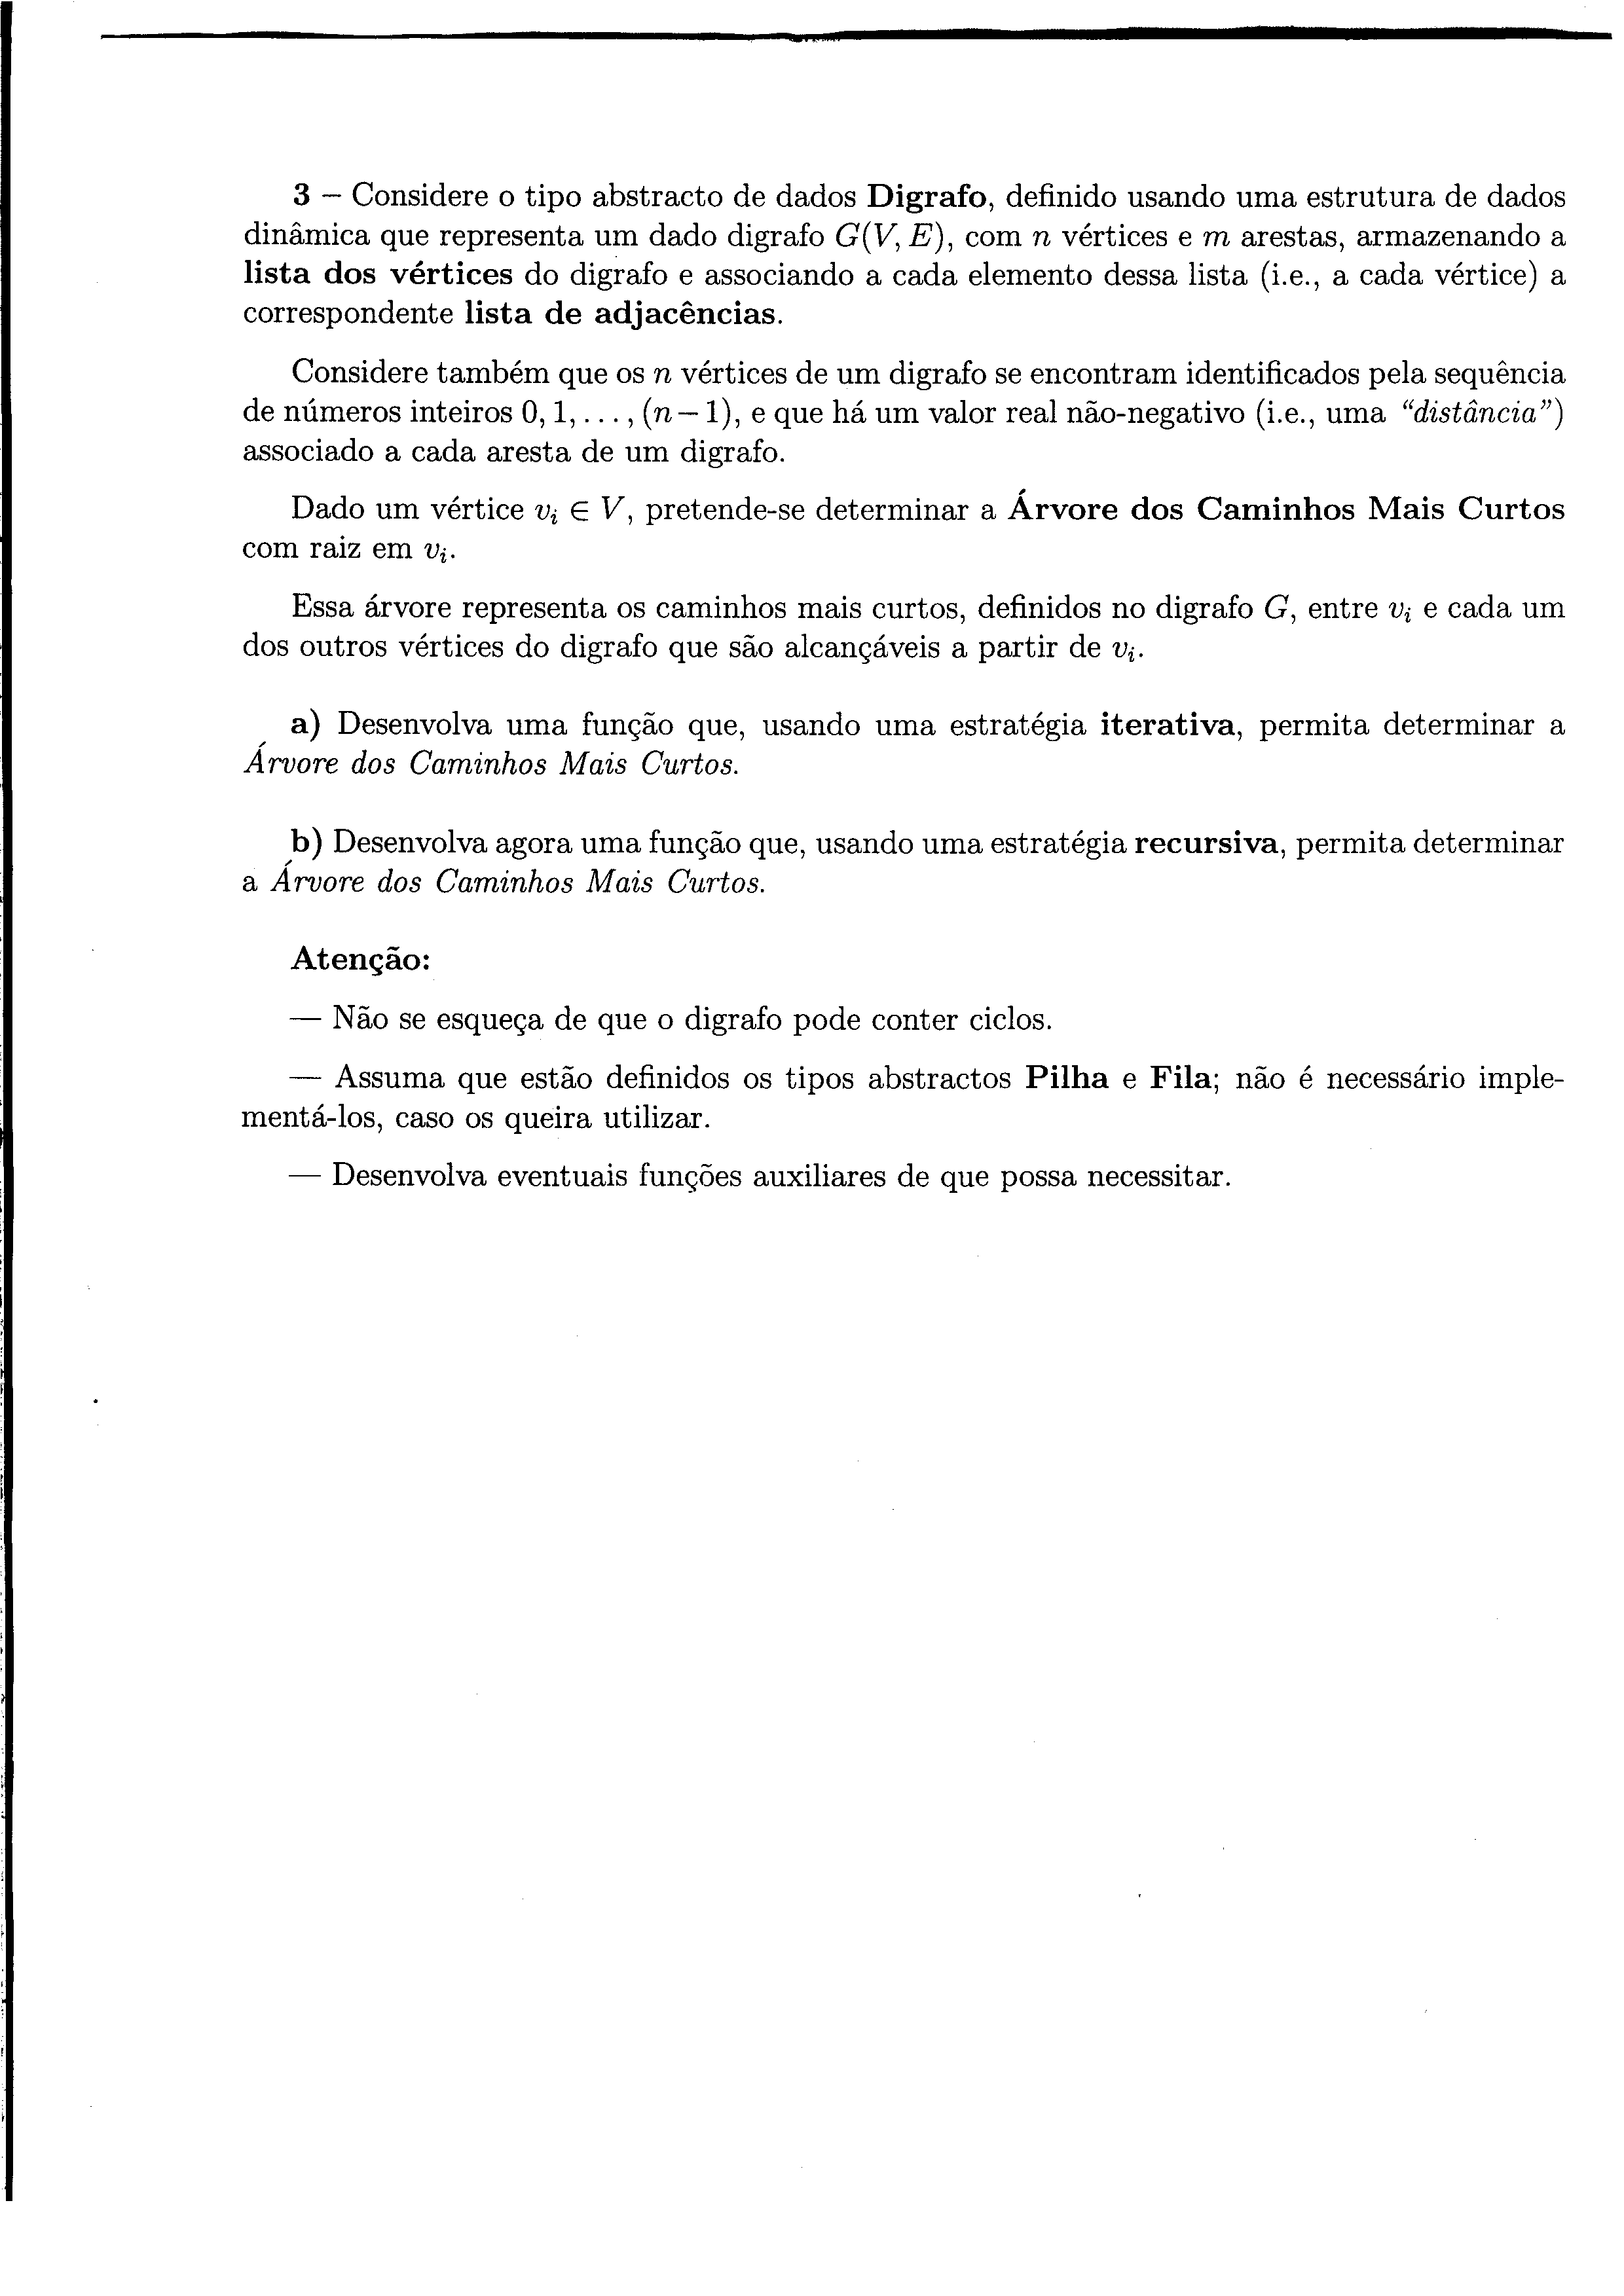 3 – Considere o tipo abstracto de dados Digrafo, definido usando uma estrutura de dados
dinâmica que representa um dado digrafo G(V, E), com n vértices e m arestas, armazenando a
lista dos vértices do digrafo e associando a cada elemento dessa lista (i.e., a cada vértice) a
correspondente lista de adjacências.
Considere também que os n vértices de um digrafo se encontram identificados pela sequência
de números inteiros 0, 1, . . . , (n – 1), e que há um valor real não-negativo (i.e., uma “distância”)
associado a cada aresta de um digrafo.
Dado um vértice vi ∈ V, pretende-se determinar a Árvore dos Caminhos Mais Curtos
com raiz em vi.
Essa árvore representa os caminhos mais curtos, definidos no digrafo G, entre vi e cada um
dos outros vértices do digrafo que são alcançáveis a partir de vi.
a) Desenvolva uma função que, usando uma estratégia iterativa, permita determinar a
Árvore dos Caminhos Mais Curtos.
b) Desenvolva agora uma função que, usando uma estratégia recursiva, permita determinar
a Árvore dos Caminhos Mais Curtos.
Atenção:
— Não se esqueça de que o digrafo pode conter ciclos.
— Assuma que estão definidos os tipos abstractos Pilha e Fila; não é necessário imple-
mentá-los, caso os queira utilizar.
— Desenvolva eventuais funções auxiliares de que possa necessitar.